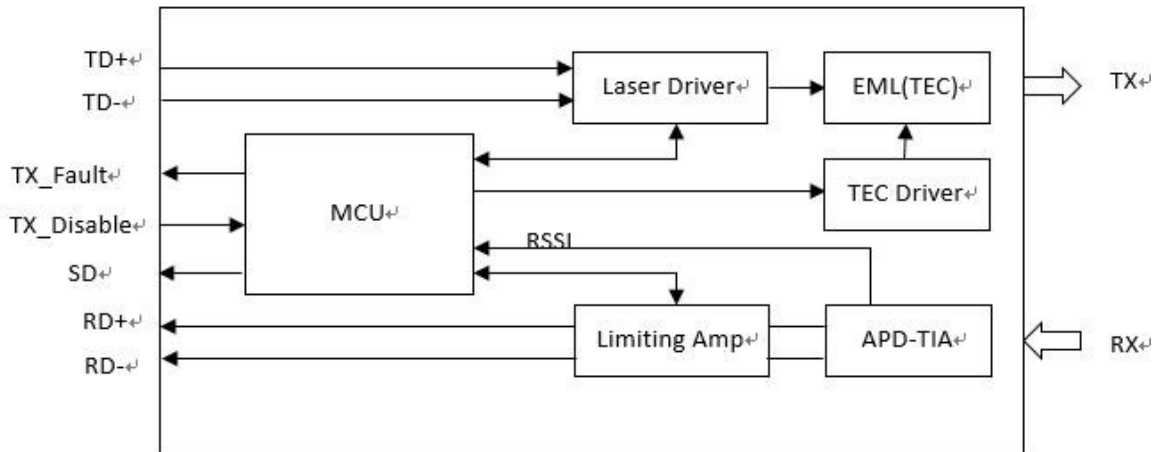 TD+
Laser Driver
EML(TEC)
TX
TD-
TX_Fault
MCU
TEC Driver
TX_Disable
RSSI
SD
RD+
Limiting Amp
APD-TIA
RX
RD-